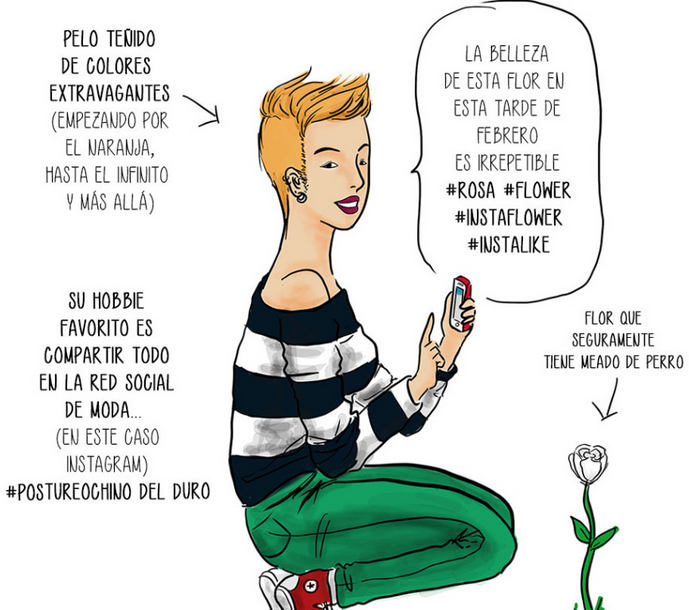 PELO TEÑIDO
DE COLORES
EXTRAVAGANTES
(EMPEZANDO POR
EL NARANJA,
HASTA EL INFINITO
Y MÁS ALLÁ)
LA BELLEZA
DE ESTA FLOR EN
ESTA TARDE DE
FEBRERO
ES IRREPETIBLE
#ROSA #FLOWER
#INSTAFLOWER
#INSTALIKE
SU HOBBIE
FAVORITO ES
COMPARTIR TODO
EN LA RED SOCIAL
DE MODA...
(EN ESTE CASO
INSTAGRAM)
#POSTUREOCHINO DEL DURO
FLOR QUE
SEGURAMENTE
TIENE MEADO DE PERRO